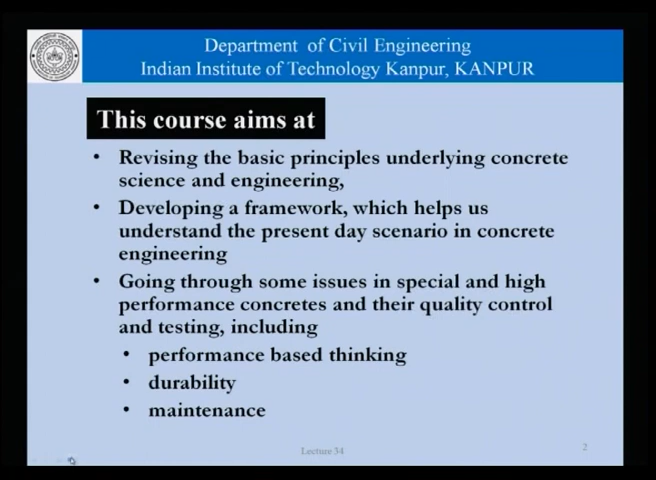 Department of Civil Engineering
Indian Institute of Technology Kanpur, KANPUR
This course aims at
• Revising the basic principles underlying concrete
science and engineering,
• Developing a framework, which helps us
understand the present day scenario in concrete
engineering
• Going through some issues in special and high
performance concretes and their quality control
and testing, including
• performance based thinking
• durability
• maintenance
Lecture 34
2